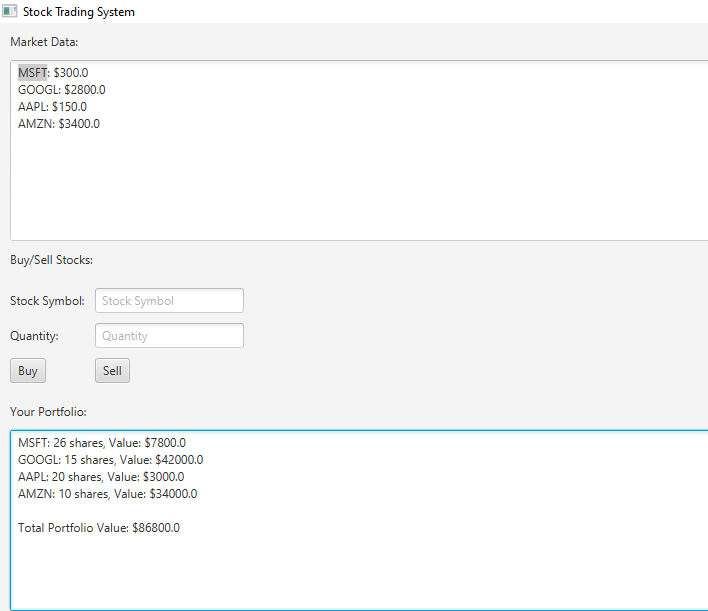 Stock Trading System
Market Data:
MSFT: $300.0
GOOGL: $2800.0
AAPL: $150.0
AMZN: $3400.0
Buy/Sell Stocks:
Stock Symbol: Stock Symbol
Quantity: Quantity
Buy Sell
Your Portfolio:
MSFT: 26 shares, Value: $7800.0
GOOGL: 15 shares, Value: $42000.0
AAPL: 20 shares, Value: $3000.0
AMZN: 10 shares, Value: $34000.0
Total Portfolio Value: $86800.0